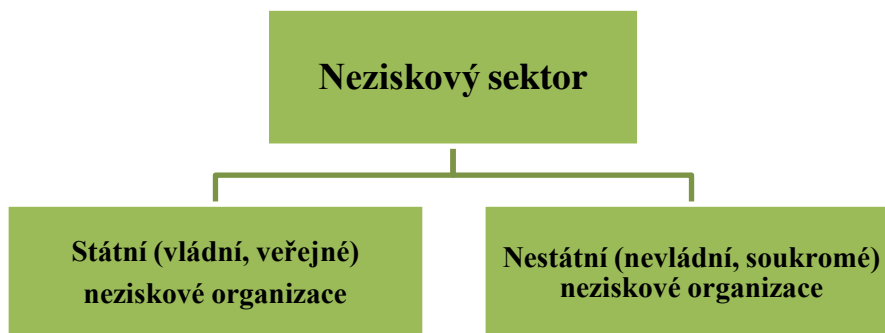 Neziskový sektor
Státní (vládní, veřejné)
neziskové organizace
Nestátní (nevládní, soukromé)
neziskové organizace